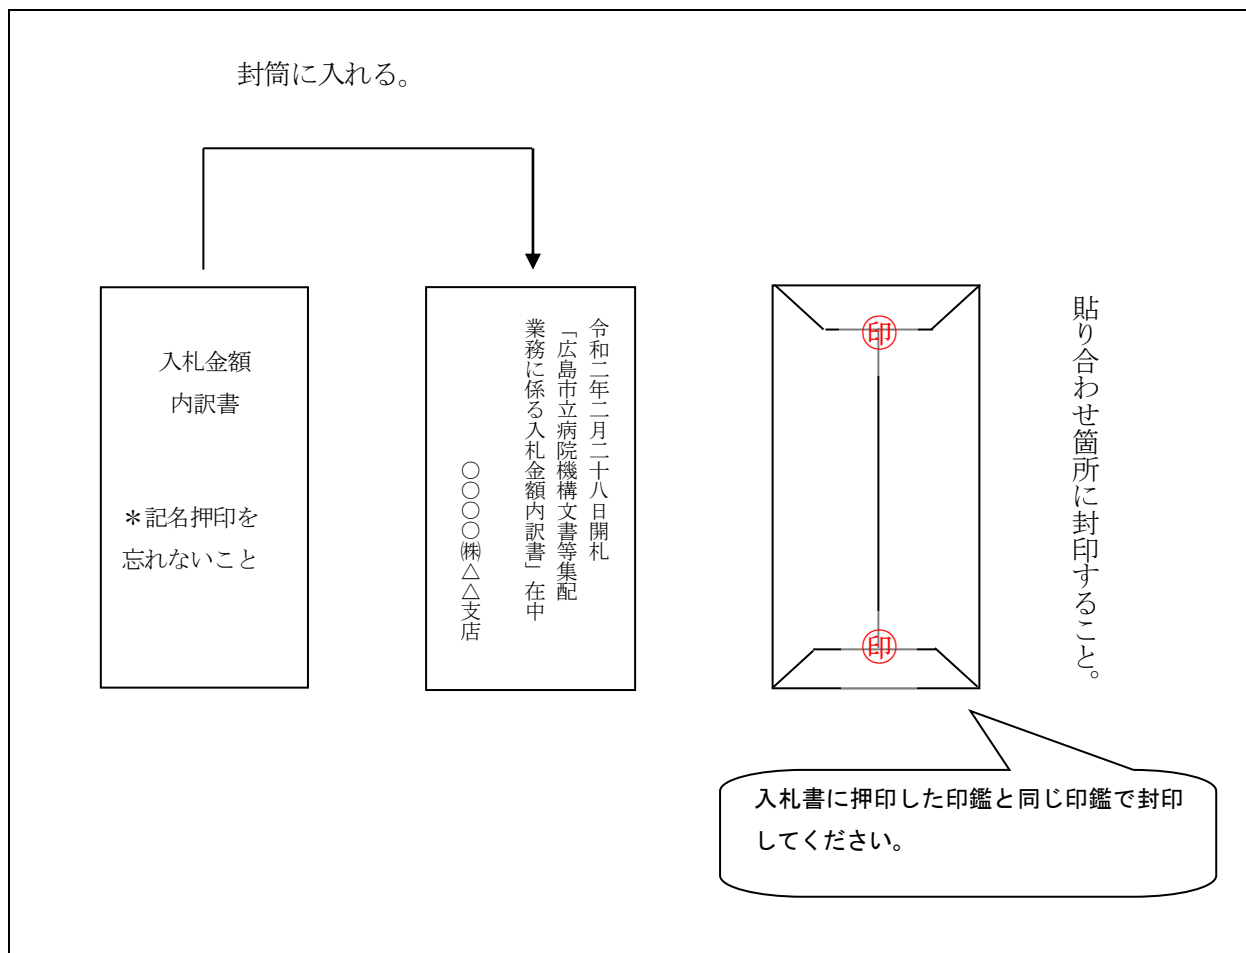 封筒に入れる。
入札金額
内訳書
＊記名押印を
忘れないこと
令和二年二月二十八日開札
「広島市立病院機構文書等集配
業務に係る入札金額内訳書」在中
〇〇〇〇㈱△△支店
印
印
貼り合わせ箇所に封印すること。
入札書に押印した印鑑と同じ印鑑で封印
してください。